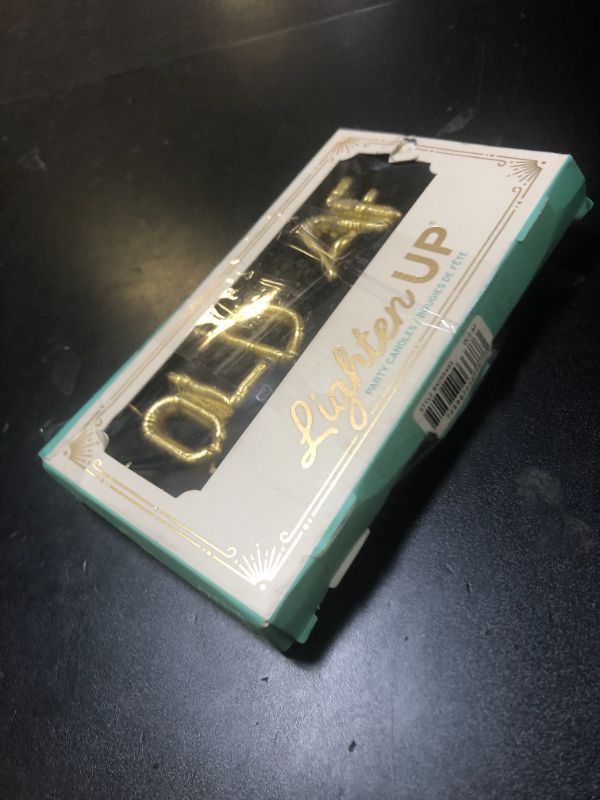 OLD AF
Lighten UP®
PARTY CANDLES / BOUGIES DE FÊTE